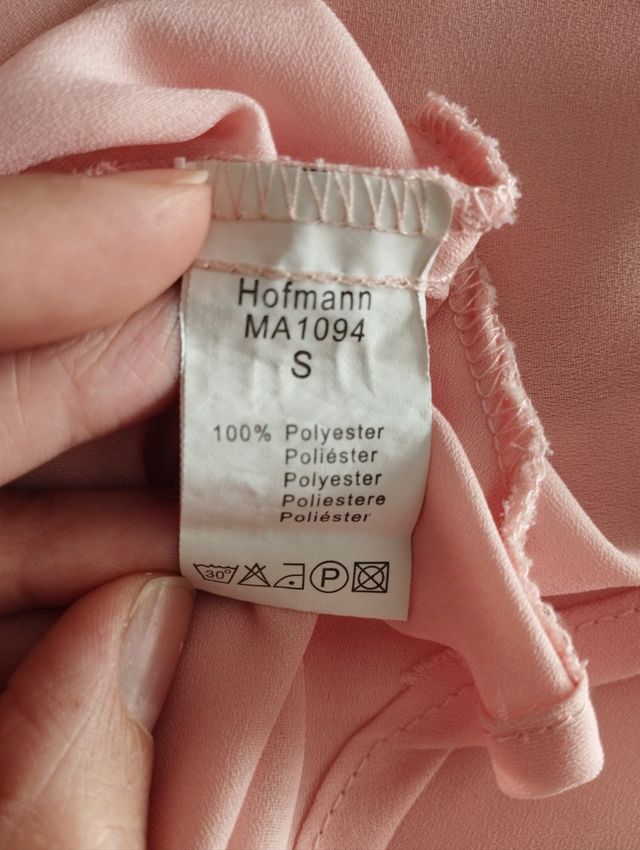 Hofmann
MA1094
S
100% Polyester
Poliéster
Polyester
Poliestere
Poliéster
30° P